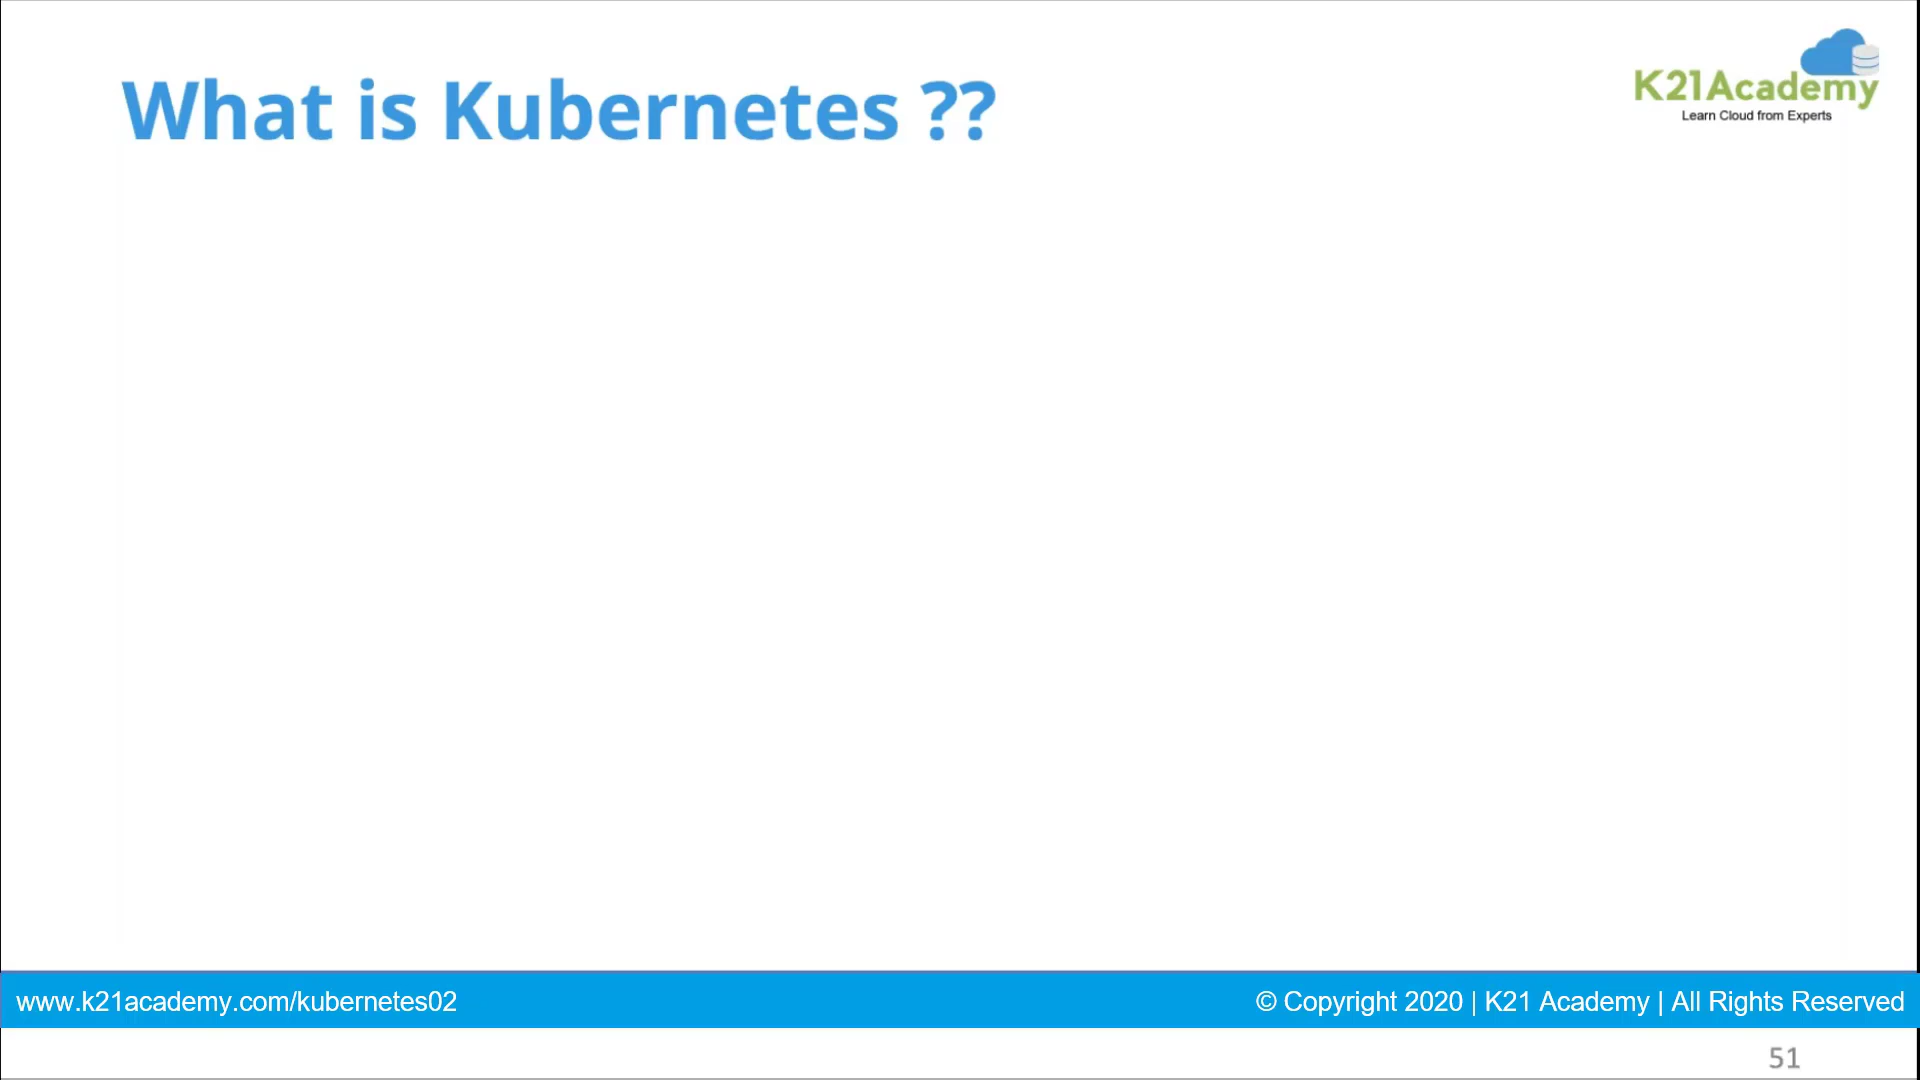 What is Kubernetes ??
K21Academy
Learn Cloud from Experts
www.k21academy.com/kubernetes02
© Copyright 2020 | K21 Academy | All Rights Reserved
51